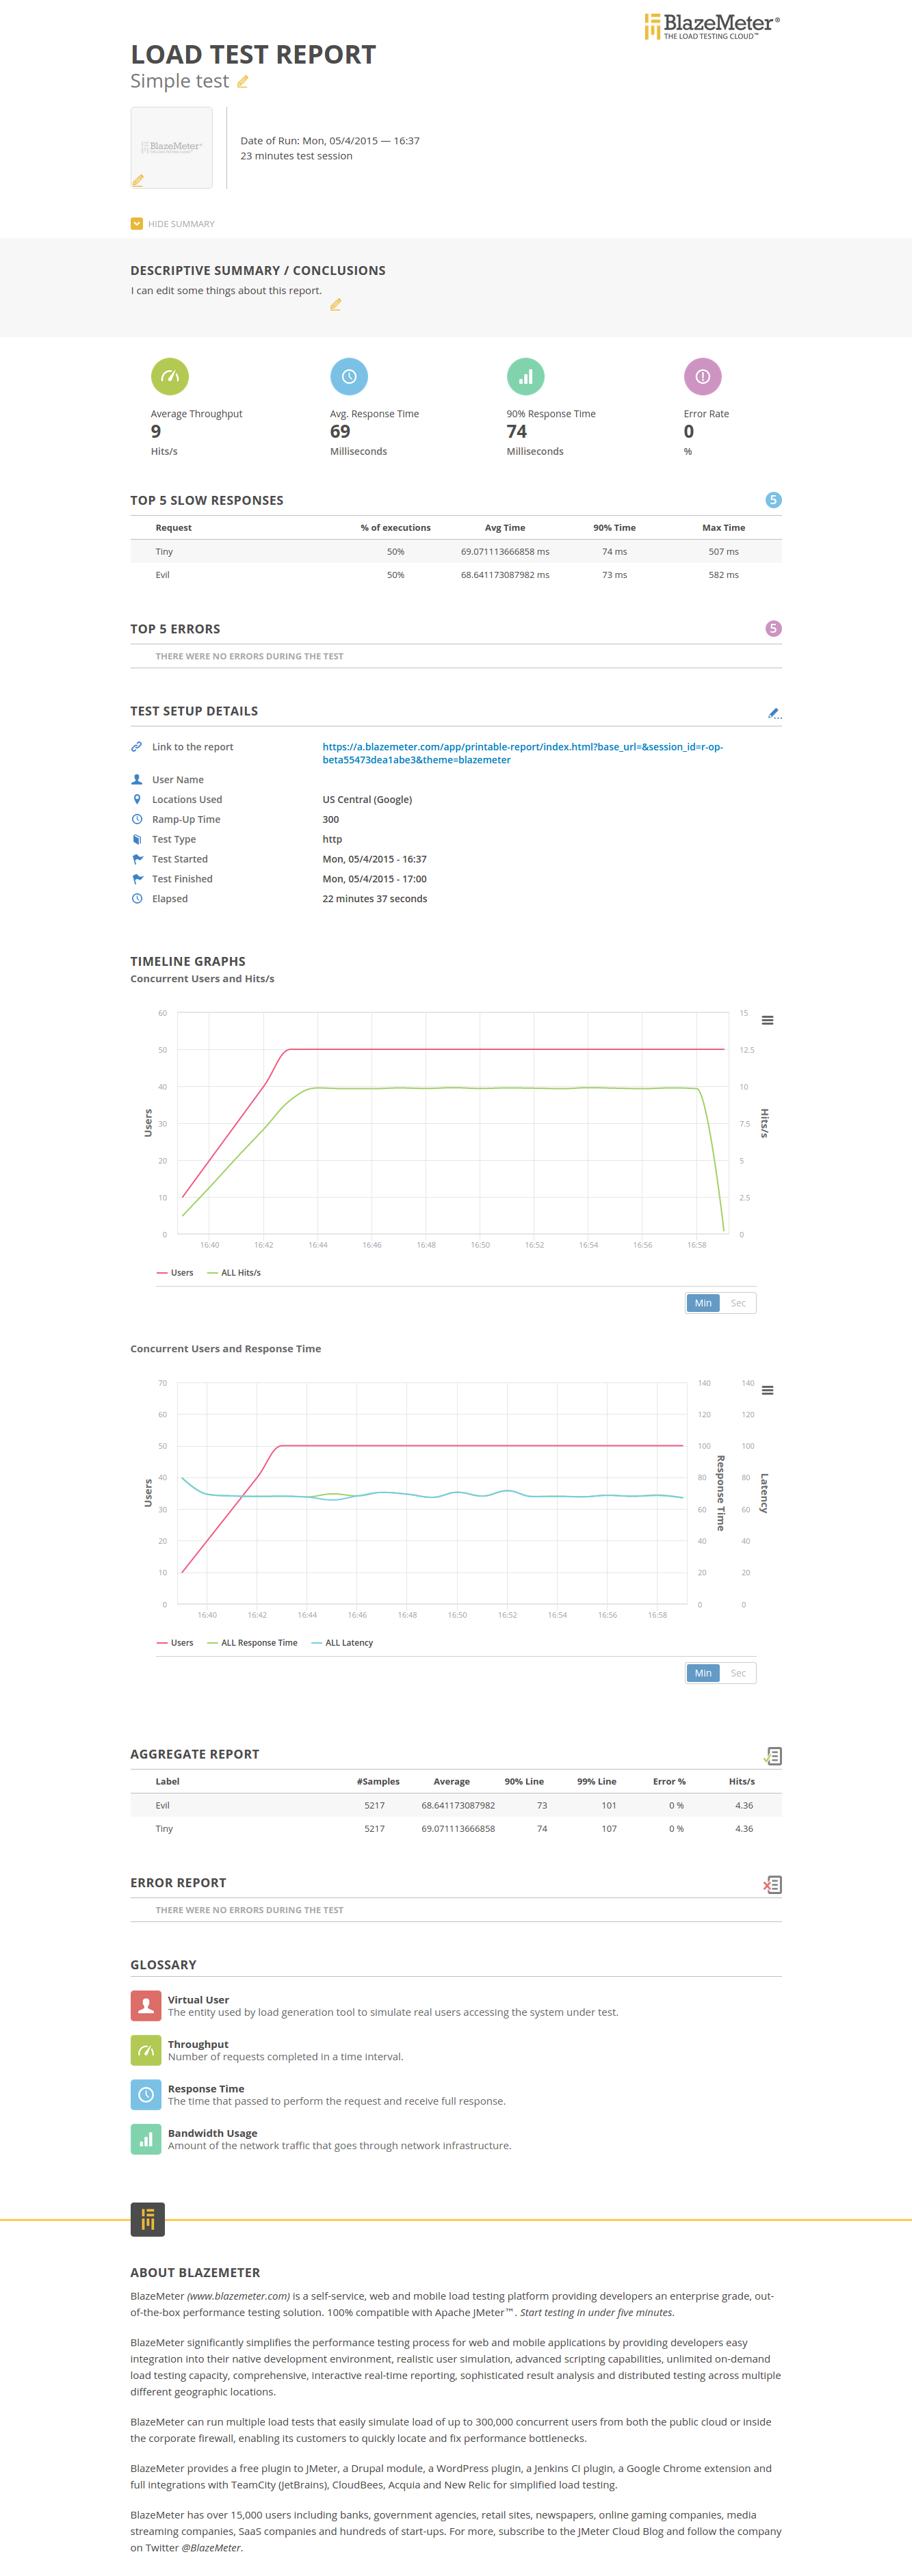 BlazeMeter®
THE LOAD TESTING CLOUD™
LOAD TEST REPORT
Simple test
BlazeMeter®
Date of Run: Mon, 05/4/2015 — 16:37
23 minutes test session
HIDE SUMMARY
DESCRIPTIVE SUMMARY / CONCLUSIONS
I can edit some things about this report.
Average Throughput
9
Hits/s
Avg. Response Time
69
Milliseconds
90% Response Time
74
Milliseconds
Error Rate
0
%
TOP 5 SLOW RESPONSES 5
Request % of executions Avg Time 90% Time Max Time
Tiny 50% 69.071113666858 ms 74 ms 507 ms
Evil 50% 68.641173087982 ms 73 ms 582 ms
TOP 5 ERRORS 5
THERE WERE NO ERRORS DURING THE TEST
TEST SETUP DETAILS
Link to the report https://a.blazemeter.com/app/printable-report/index.html?base_url=&session_id=r-op-
beta55473dea1abe3&theme=blazemeter
User Name
Locations Used US Central (Google)
Ramp-Up Time 300
Test Type http
Test Started Mon, 05/4/2015 - 16:37
Test Finished Mon, 05/4/2015 - 17:00
Elapsed 22 minutes 37 seconds
TIMELINE GRAPHS
Concurrent Users and Hits/s
60 15
50 12.5
40 10
Users
30 7.5
Hits/s
20 5
10 2.5
0 0
16:40 16:42 16:44 16:46 16:48 16:50 16:52 16:54 16:56 16:58
Users ALL Hits/s
Min Sec
Concurrent Users and Response Time
70 140 140
60 120 120
50 100 100
40 80 80
Users
Response Time
Latency
30 60 60
20 40 40
10 20 20
0 0 0
16:40 16:42 16:44 16:46 16:48 16:50 16:52 16:54 16:56 16:58
Users ALL Response Time ALL Latency
Min Sec
AGGREGATE REPORT
Label #Samples Average 90% Line 99% Line Error % Hits/s
Evil 5217 68.641173087982 73 101 0 % 4.36
Tiny 5217 69.071113666858 74 107 0 % 4.36
ERROR REPORT
THERE WERE NO ERRORS DURING THE TEST
GLOSSARY
Virtual User
The entity used by load generation tool to simulate real users accessing the system under test.
Throughput
Number of requests completed in a time interval.
Response Time
The time that passed to perform the request and receive full response.
Bandwidth Usage
Amount of the network traffic that goes through network infrastructure.
ABOUT BLAZEMETER
BlazeMeter (www.blazemeter.com) is a self-service, web and mobile load testing platform providing developers an enterprise grade, out-
of-the-box performance testing solution. 100% compatible with Apache JMeter™. Start testing in under five minutes.
BlazeMeter significantly simplifies the performance testing process for web and mobile applications by providing developers easy
integration into their native development environment, realistic user simulation, advanced scripting capabilities, unlimited on-demand
load testing capacity, comprehensive, interactive real-time reporting, sophisticated result analysis and distributed testing across multiple
different geographic locations.
BlazeMeter can run multiple load tests that easily simulate load of up to 300,000 concurrent users from both the public cloud or inside
the corporate firewall, enabling its customers to quickly locate and fix performance bottlenecks.
BlazeMeter provides a free plugin to JMeter, a Drupal module, a WordPress plugin, a Jenkins CI plugin, a Google Chrome extension and
full integrations with TeamCity (JetBrains), CloudBees, Acquia and New Relic for simplified load testing.
BlazeMeter has over 15,000 users including banks, government agencies, retail sites, newspapers, online gaming companies, media
streaming companies, SaaS companies and hundreds of start-ups. For more, subscribe to the JMeter Cloud Blog and follow the company
on Twitter @BlazeMeter.